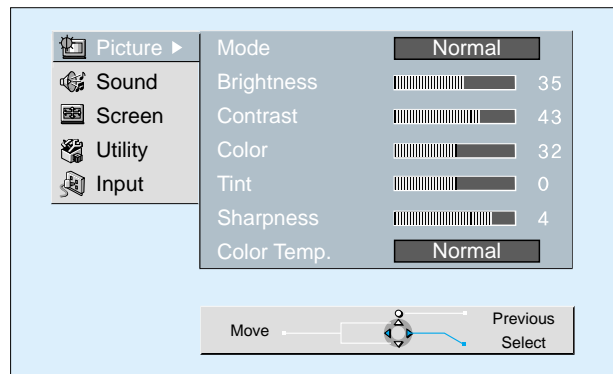 Picture
Sound
Screen
Utility
Input
Mode Normal
Brightness 35
Contrast 43
Color 32
Tint 0
Sharpness 4
Color Temp. Normal
Move
Previous
Select